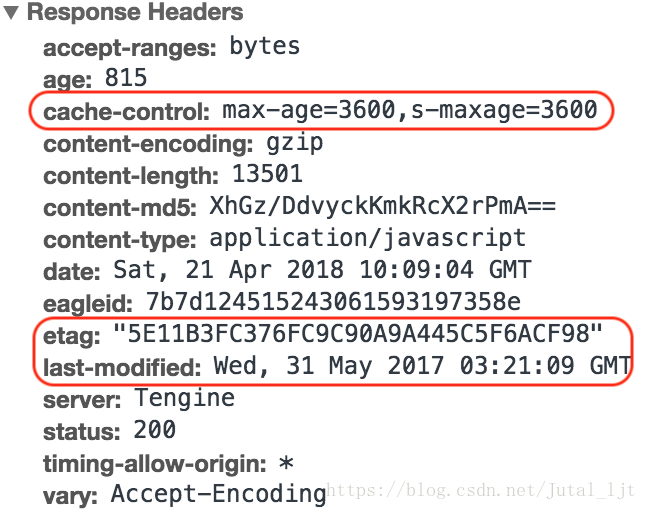 ▼ Response Headers
accept-ranges: bytes
age: 815
cache-control: max-age=3600,s-maxage=3600
content-encoding: gzip
content-length: 13501
content-md5: XhGz/DdvyckKmkRcX2rPmA==
content-type: application/javascript
date: Sat, 21 Apr 2018 10:09:04 GMT
eagleid: 7b7d124515243061593197358e
etag: "5E11B3FC376FC9C90A9A445C5F6ACF98"
last-modified: Wed, 31 May 2017 03:21:09 GMT
server: Tengine
status: 200
timing-allow-origin: *
vary: Accept-Encoding
https://blog.csdn.net/Jutal_ljt